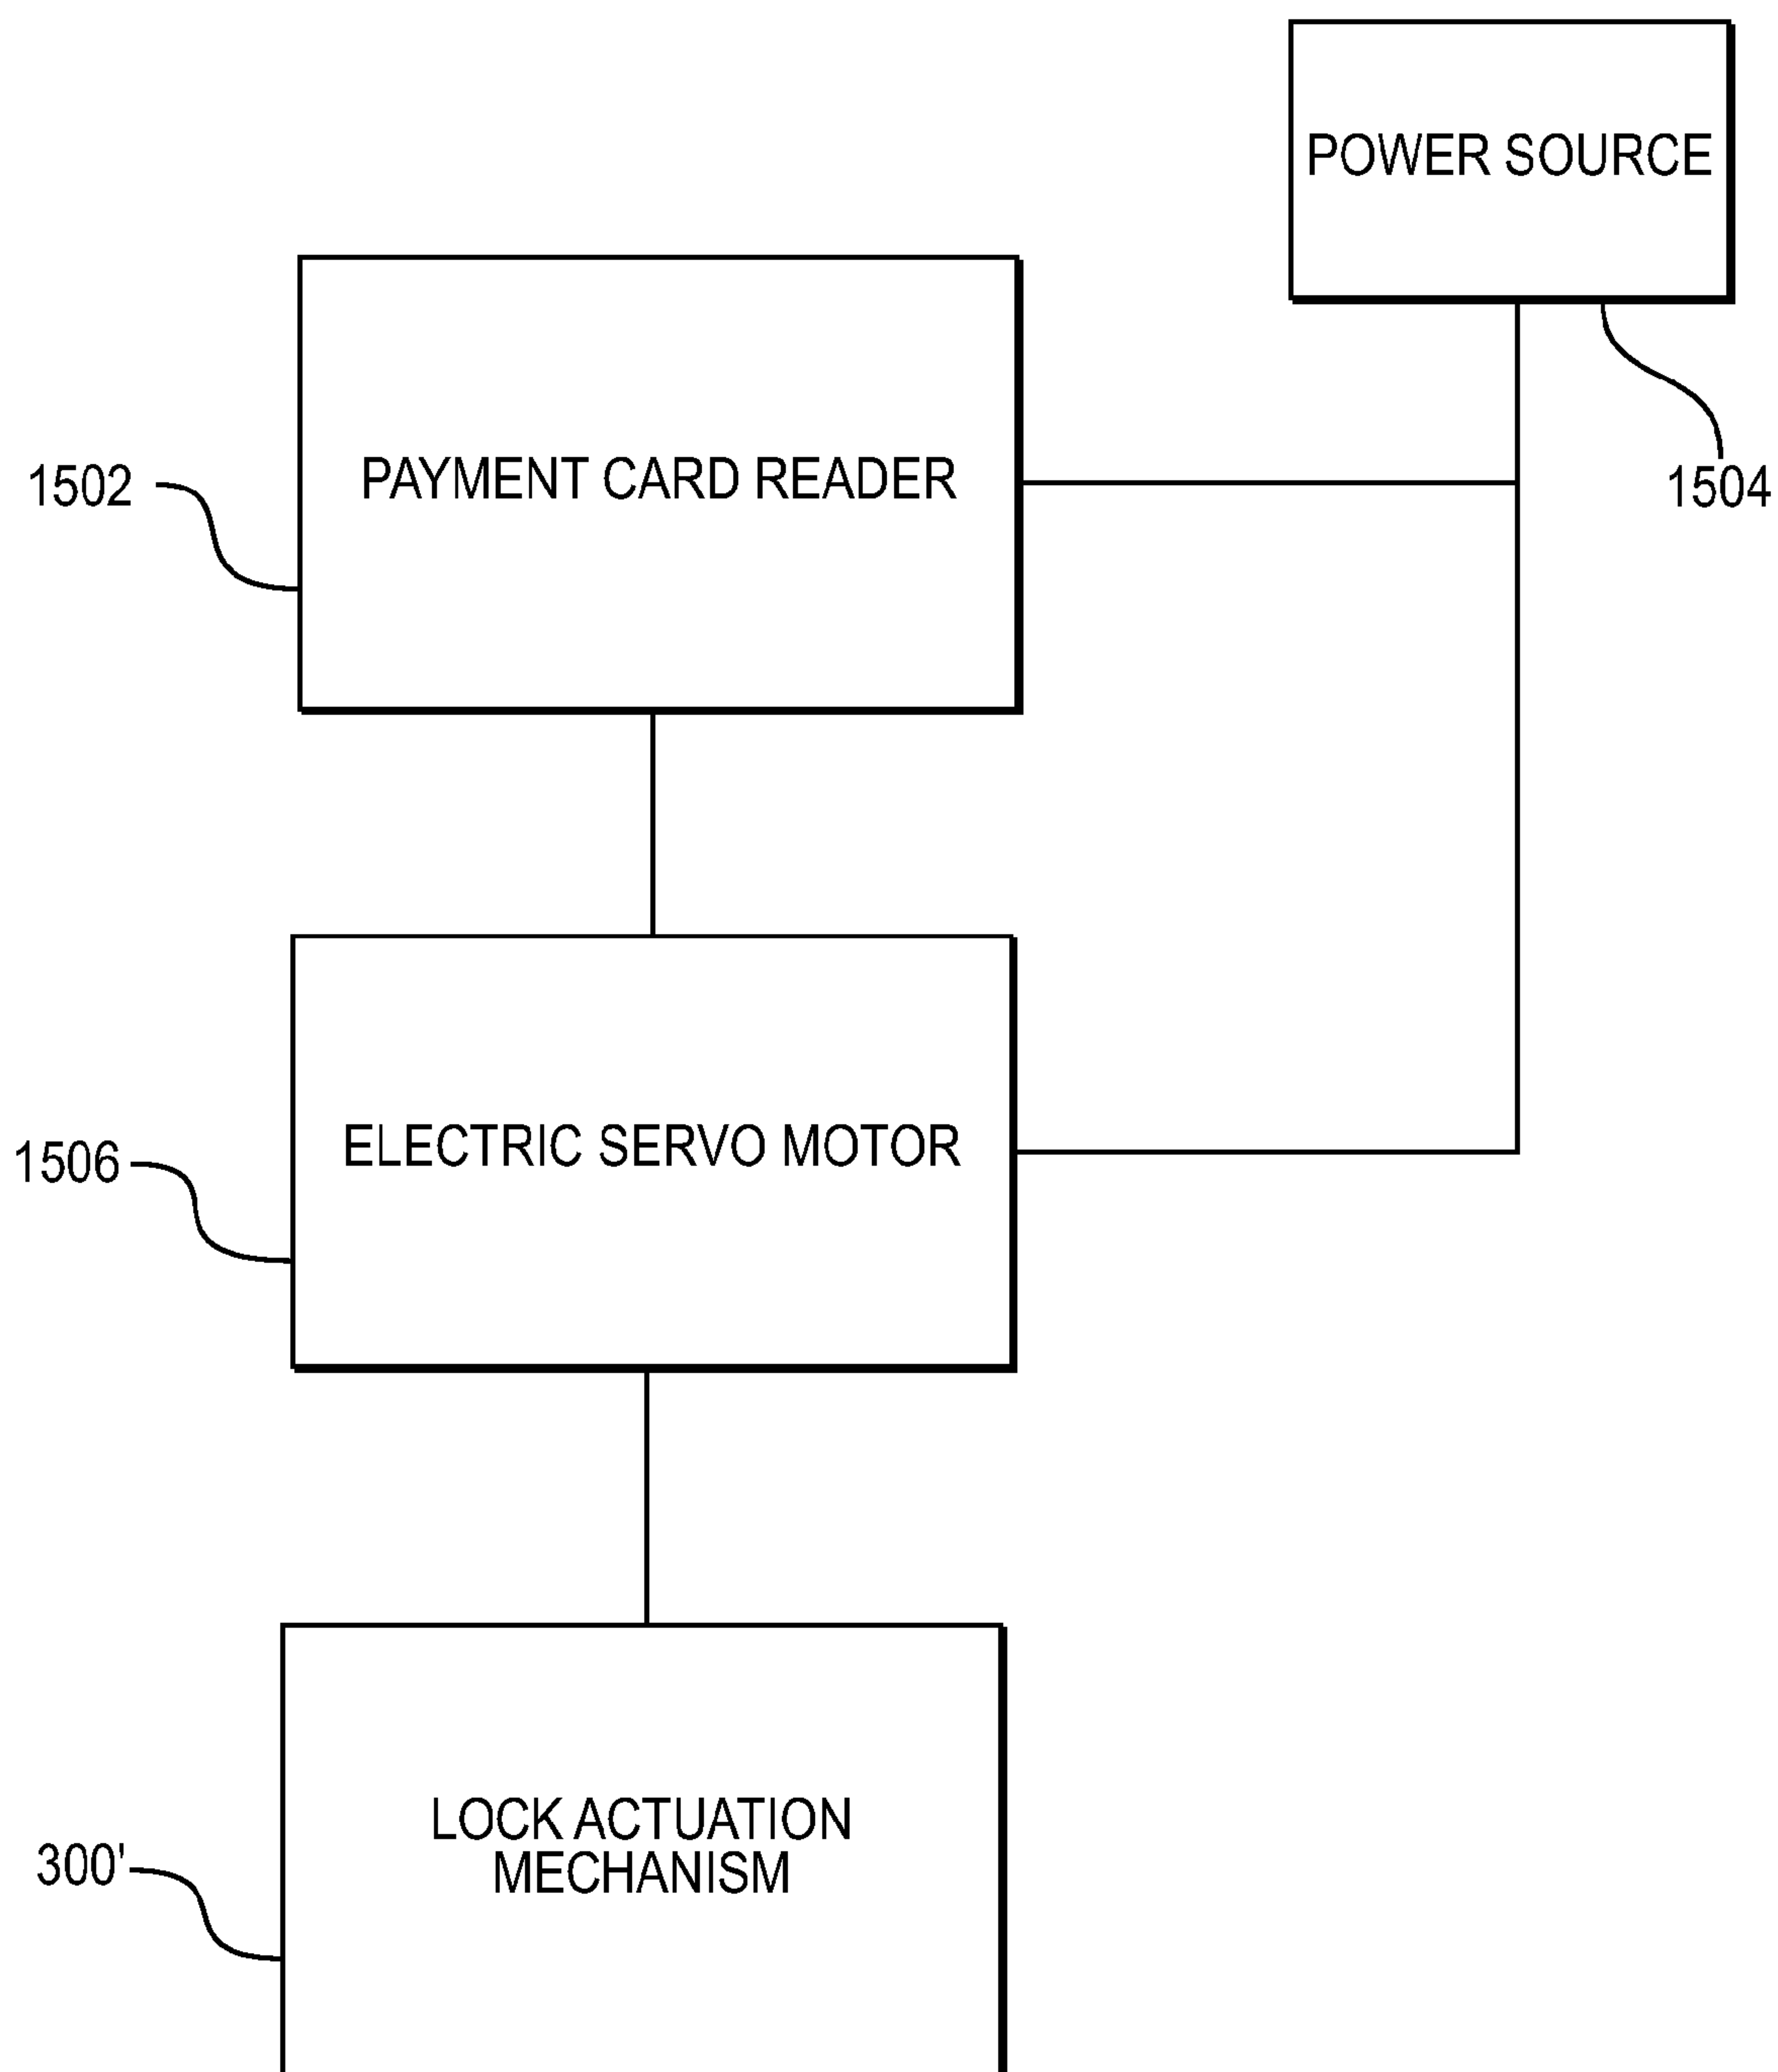 POWER SOURCE
1504
PAYMENT CARD READER
1502
ELECTRIC SERVO MOTOR
1506
LOCK ACTUATION
MECHANISM
300'